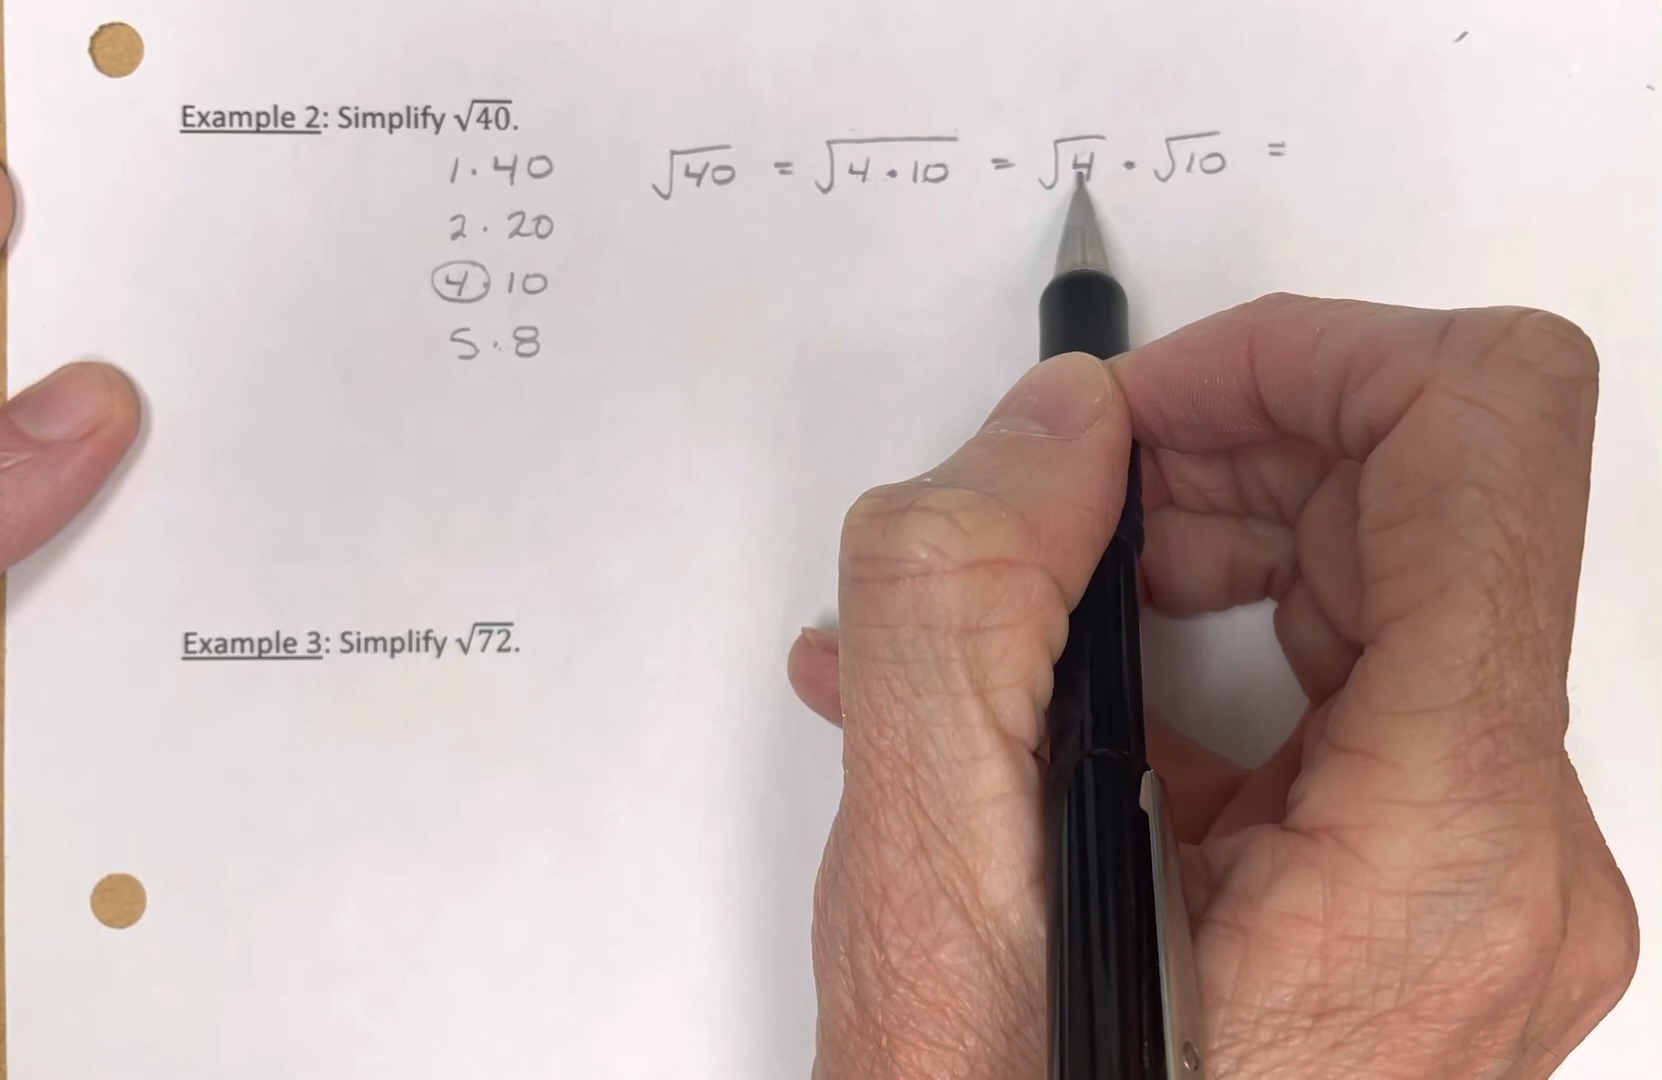 Example 2: Simplify √40.
1 · 40
2 · 20
4 · 10
5 · 8
√40 = √4 · 10 = √4 · √10 =
Example 3: Simplify √72.